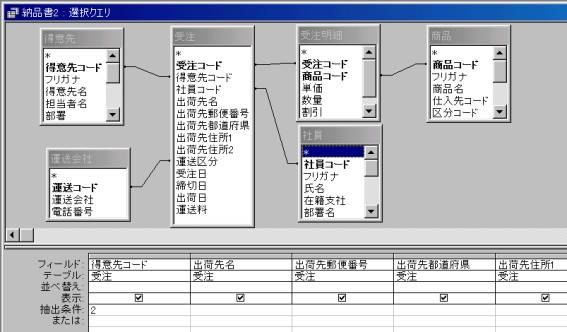 納品書2 : 選択クエリ
得意先
*
得意先コード
フリガナ
得意先名
担当者名
部署
受注
*
受注コード
得意先コード
社員コード
出荷先名
出荷先郵便番号
出荷先都道府県
出荷先住所1
出荷先住所2
運送区分
受注日
締切日
出荷日
運送料
受注明細
*
受注コード
商品コード
単価
数量
割引
商品
*
商品コード
フリガナ
商品名
仕入先コード
区分コード
運送会社
*
運送コード
運送会社
電話番号
社員
*
社員コード
フリガナ
氏名
在籍支社
部署名
フィールド: 得意先コード 出荷先名 出荷先郵便番号 出荷先都道府県 出荷先住所1
テーブル: 受注 受注 受注 受注 受注
並べ替え:
表示:
抽出条件: 2
または: